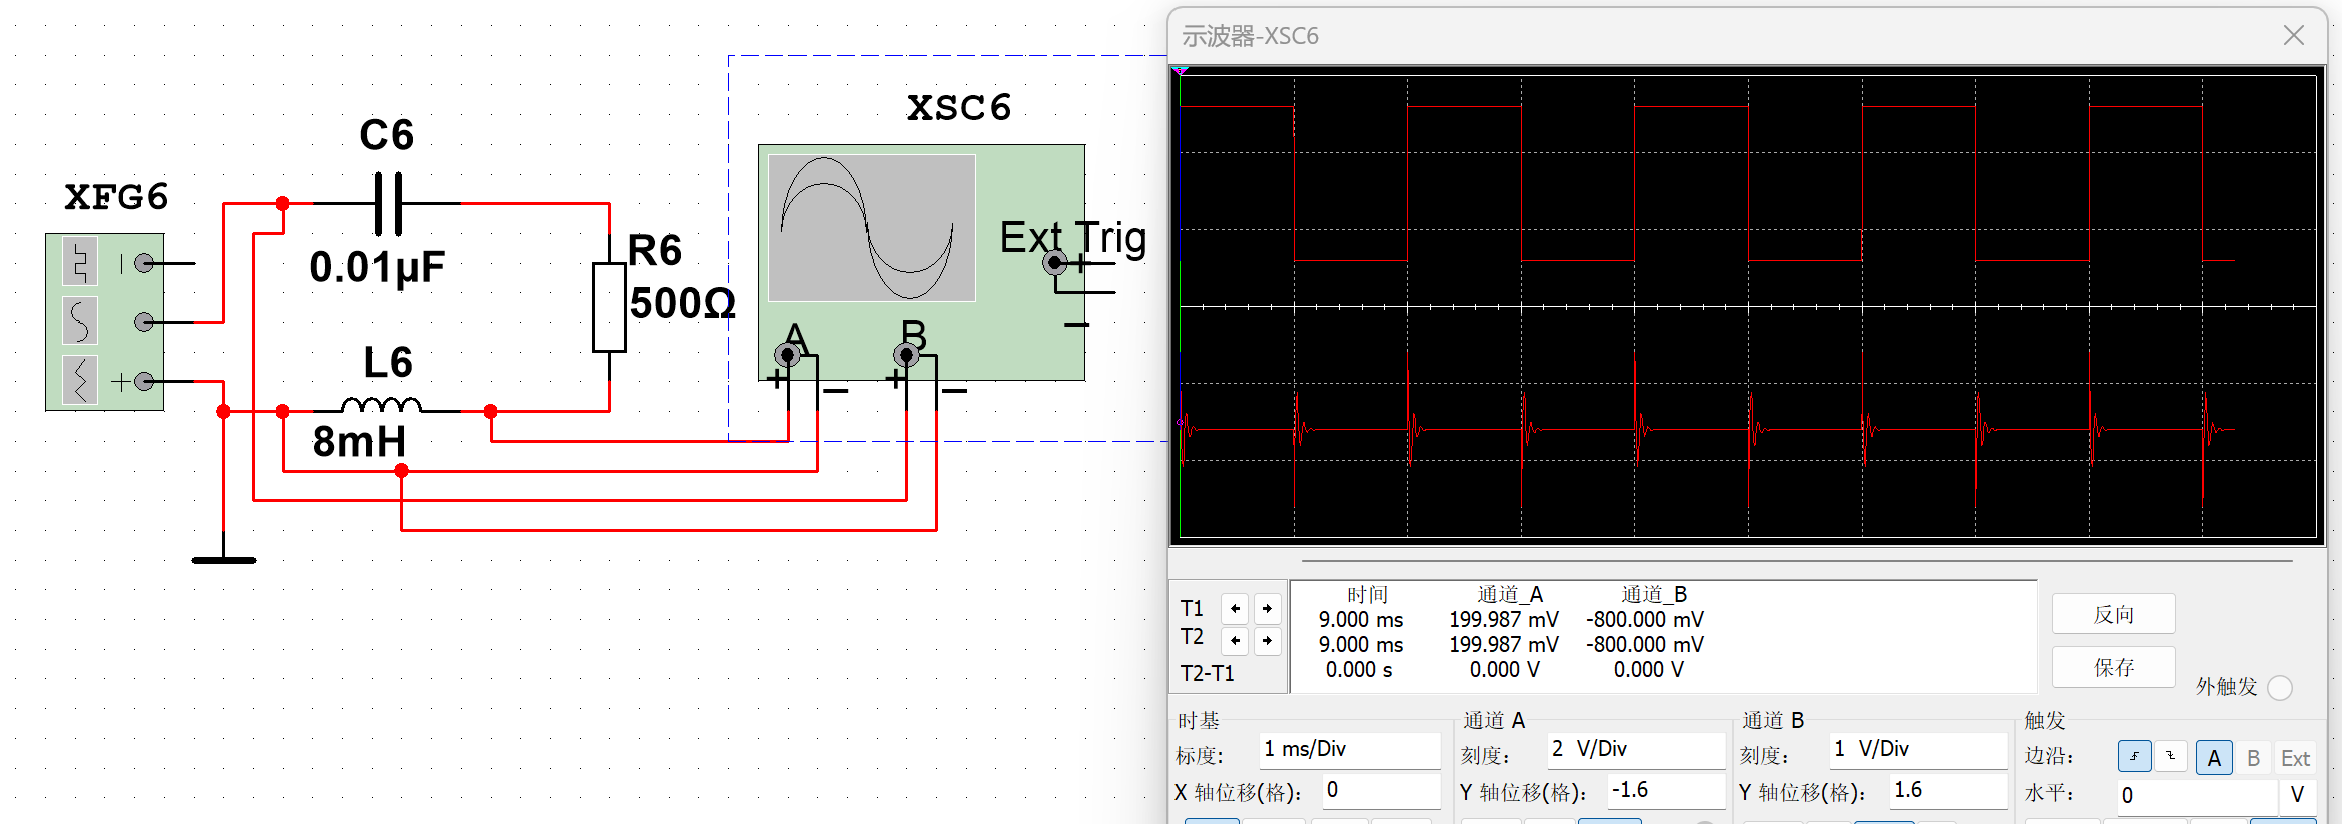 示波器-XSC6
XSC6
C6
XFG6
Ext Trig
R6
0.01μF
500Ω
A
B
L6
8mH
时间 通道_A 通道_B
T1 9.000 ms 199.987 mV -800.000 mV
T2 9.000 ms 199.987 mV -800.000 mV
T2-T1 0.000 s 0.000 V 0.000 V
反向
保存
外触发
时基
标度: 1 ms/Div
X 轴位移(格): 0
通道 A
刻度: 2 V/Div
Y 轴位移(格): -1.6
通道 B
刻度: 1 V/Div
Y 轴位移(格): 1.6
触发
边沿: A B Ext
水平: 0 V